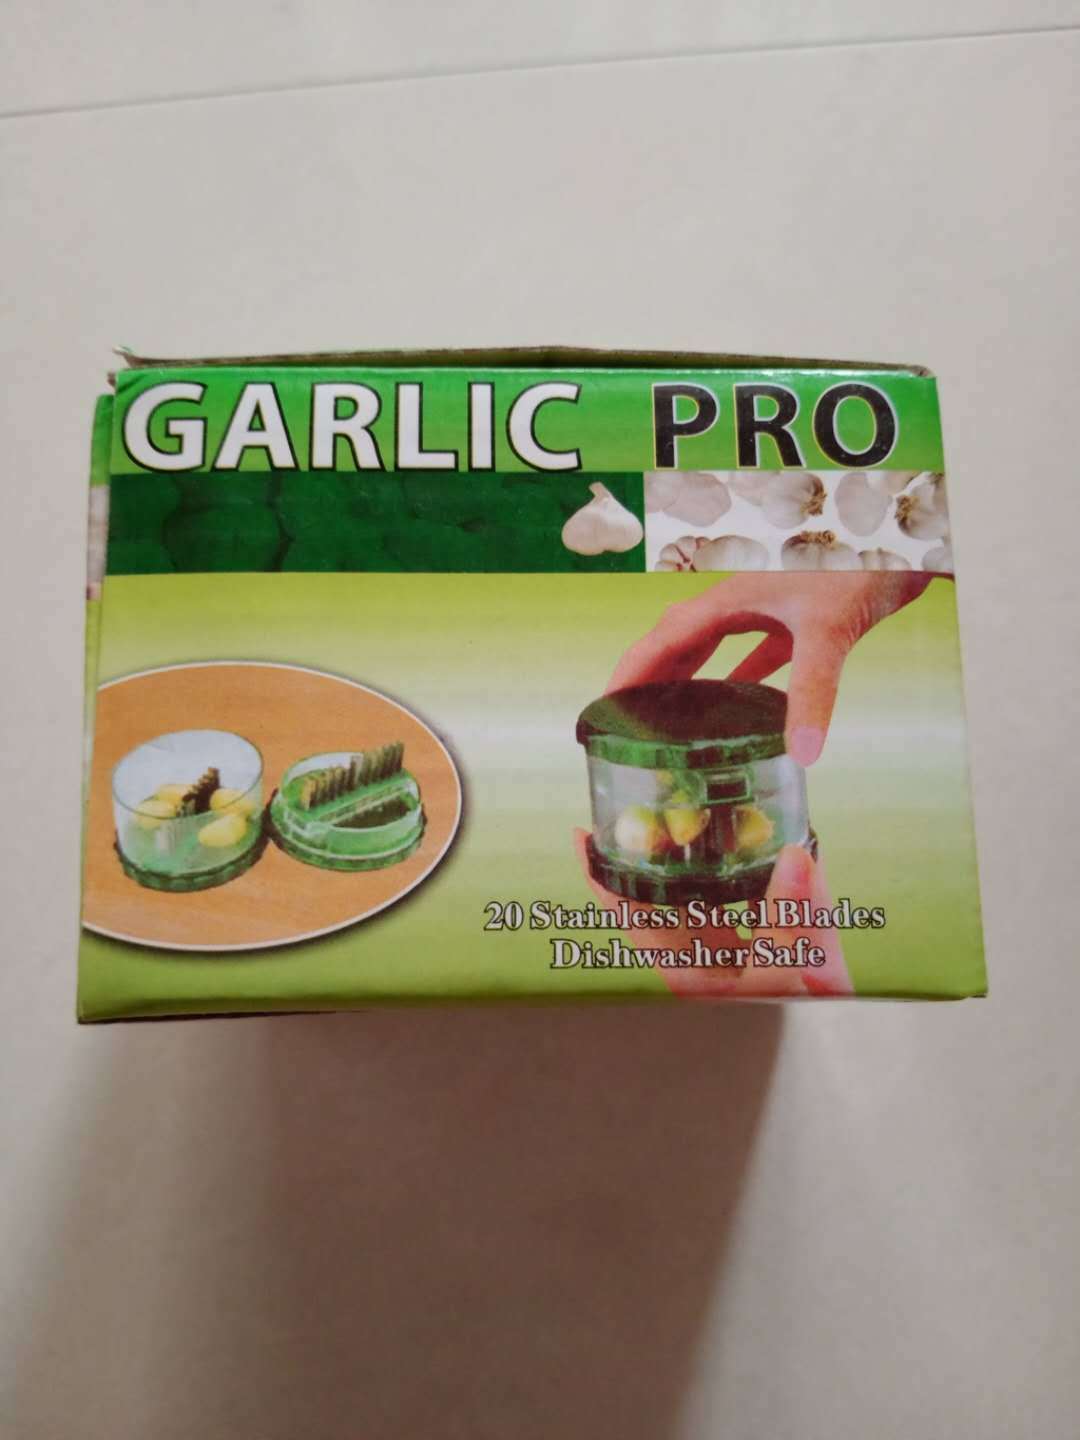 GARLIC PRO
20 Stainless Steel Blades
Dishwasher Safe